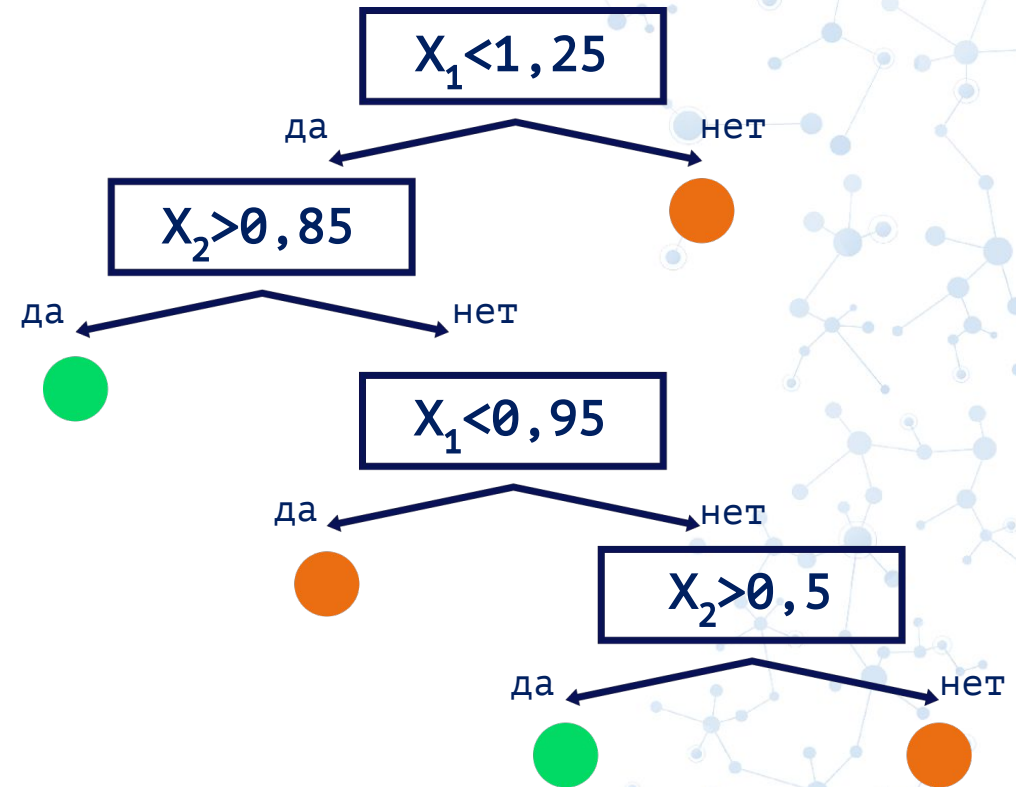 X₁<1,25
да нет
X₂>0,85
да нет
X₁<0,95
да нет
X₂>0,5
да нет